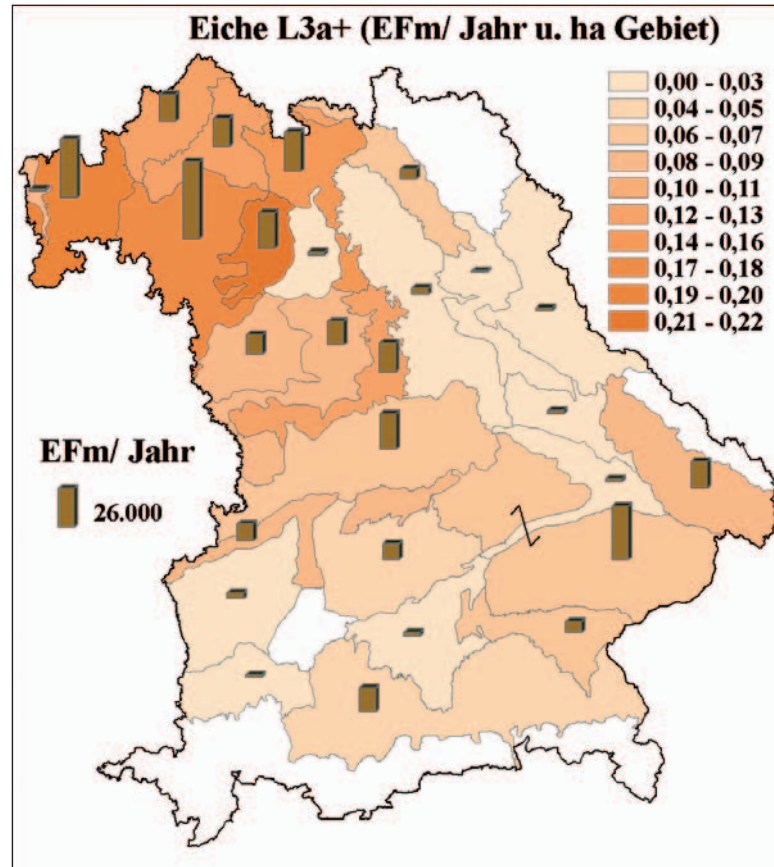 Eiche L3a+ (EFm/ Jahr u. ha Gebiet)
0,00 - 0,03
0,04 - 0,05
0,06 - 0,07
0,08 - 0,09
0,10 - 0,11
0,12 - 0,13
0,14 - 0,16
0,17 - 0,18
0,19 - 0,20
0,21 - 0,22
EFm/ Jahr
26.000